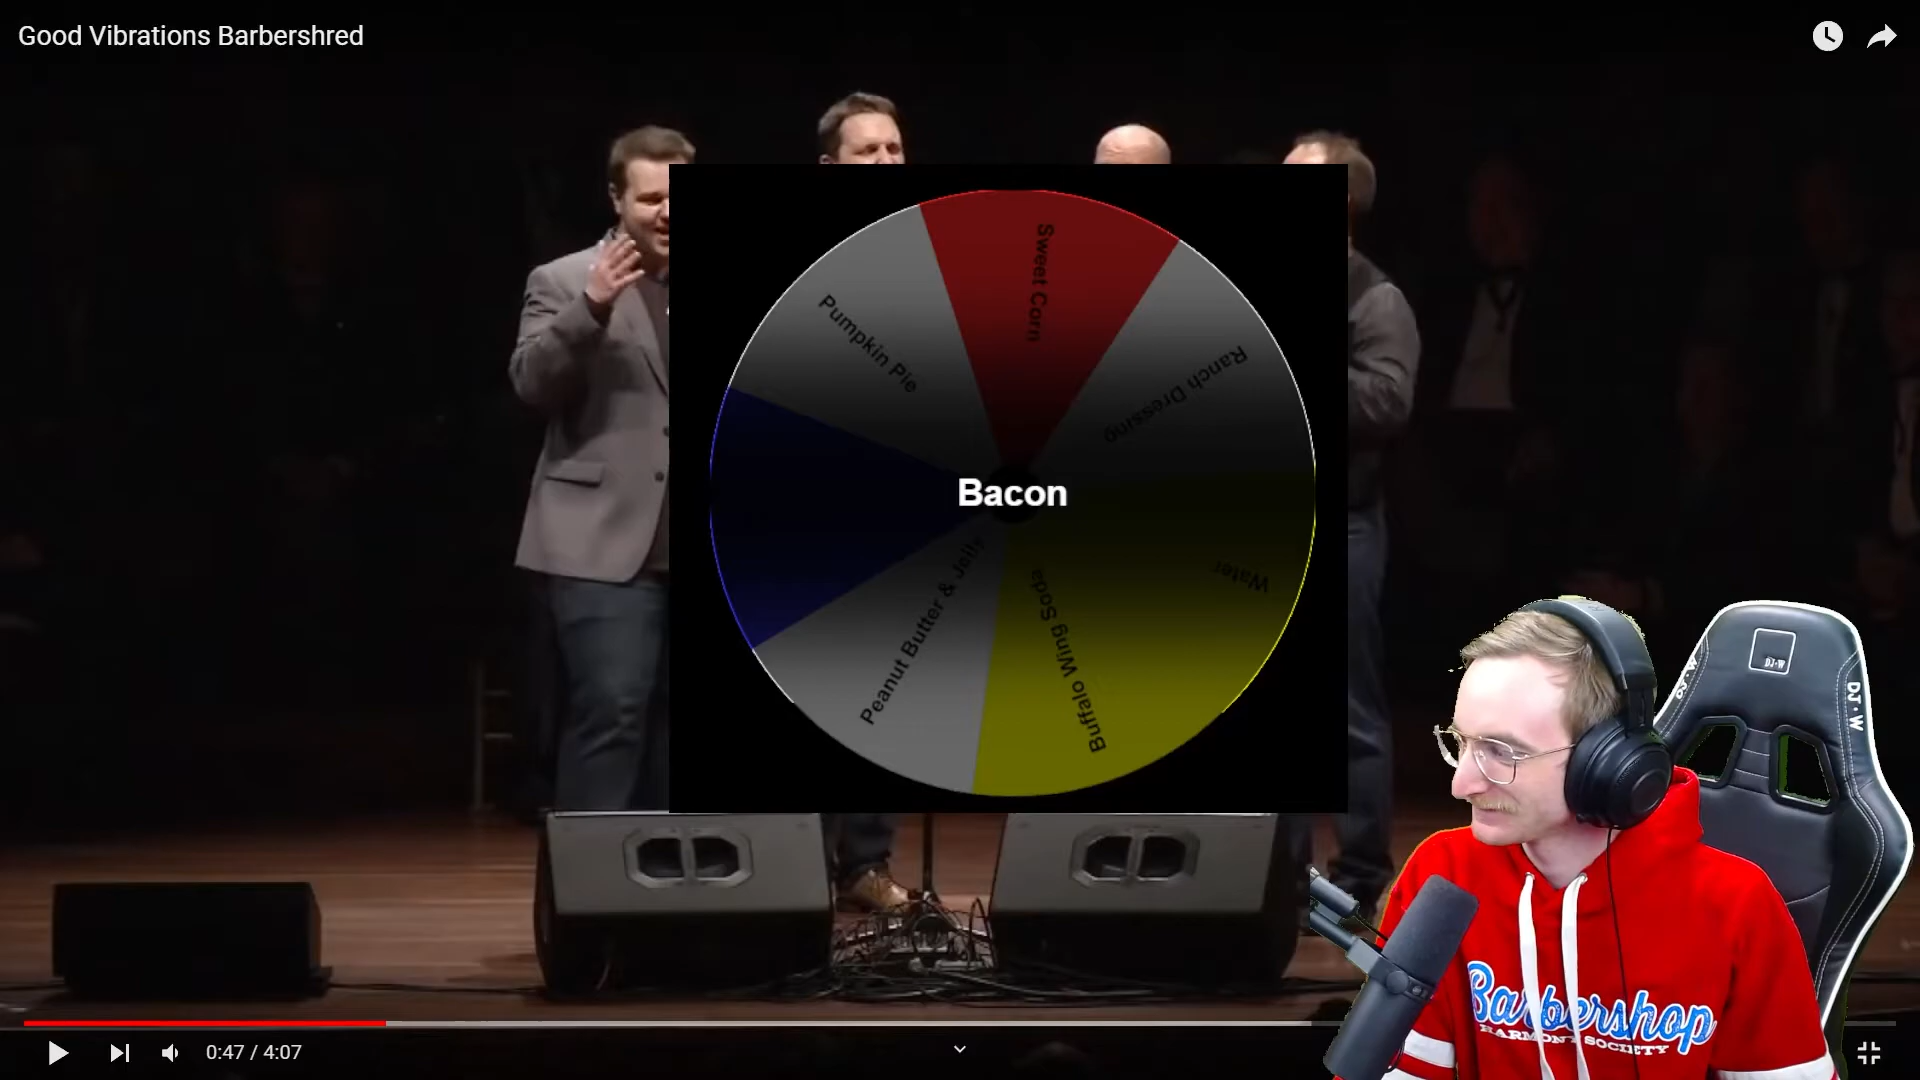 Good Vibrations Barbershred
Sweet Corn
Pumpkin Pie
Ranch Dressing
Bacon
Water
Peanut Butter & Jelly
Buffalo Wing Soda
DJ·W
DJ·W
Barbershop
HARMONY SOCIETY
0:47 / 4:07